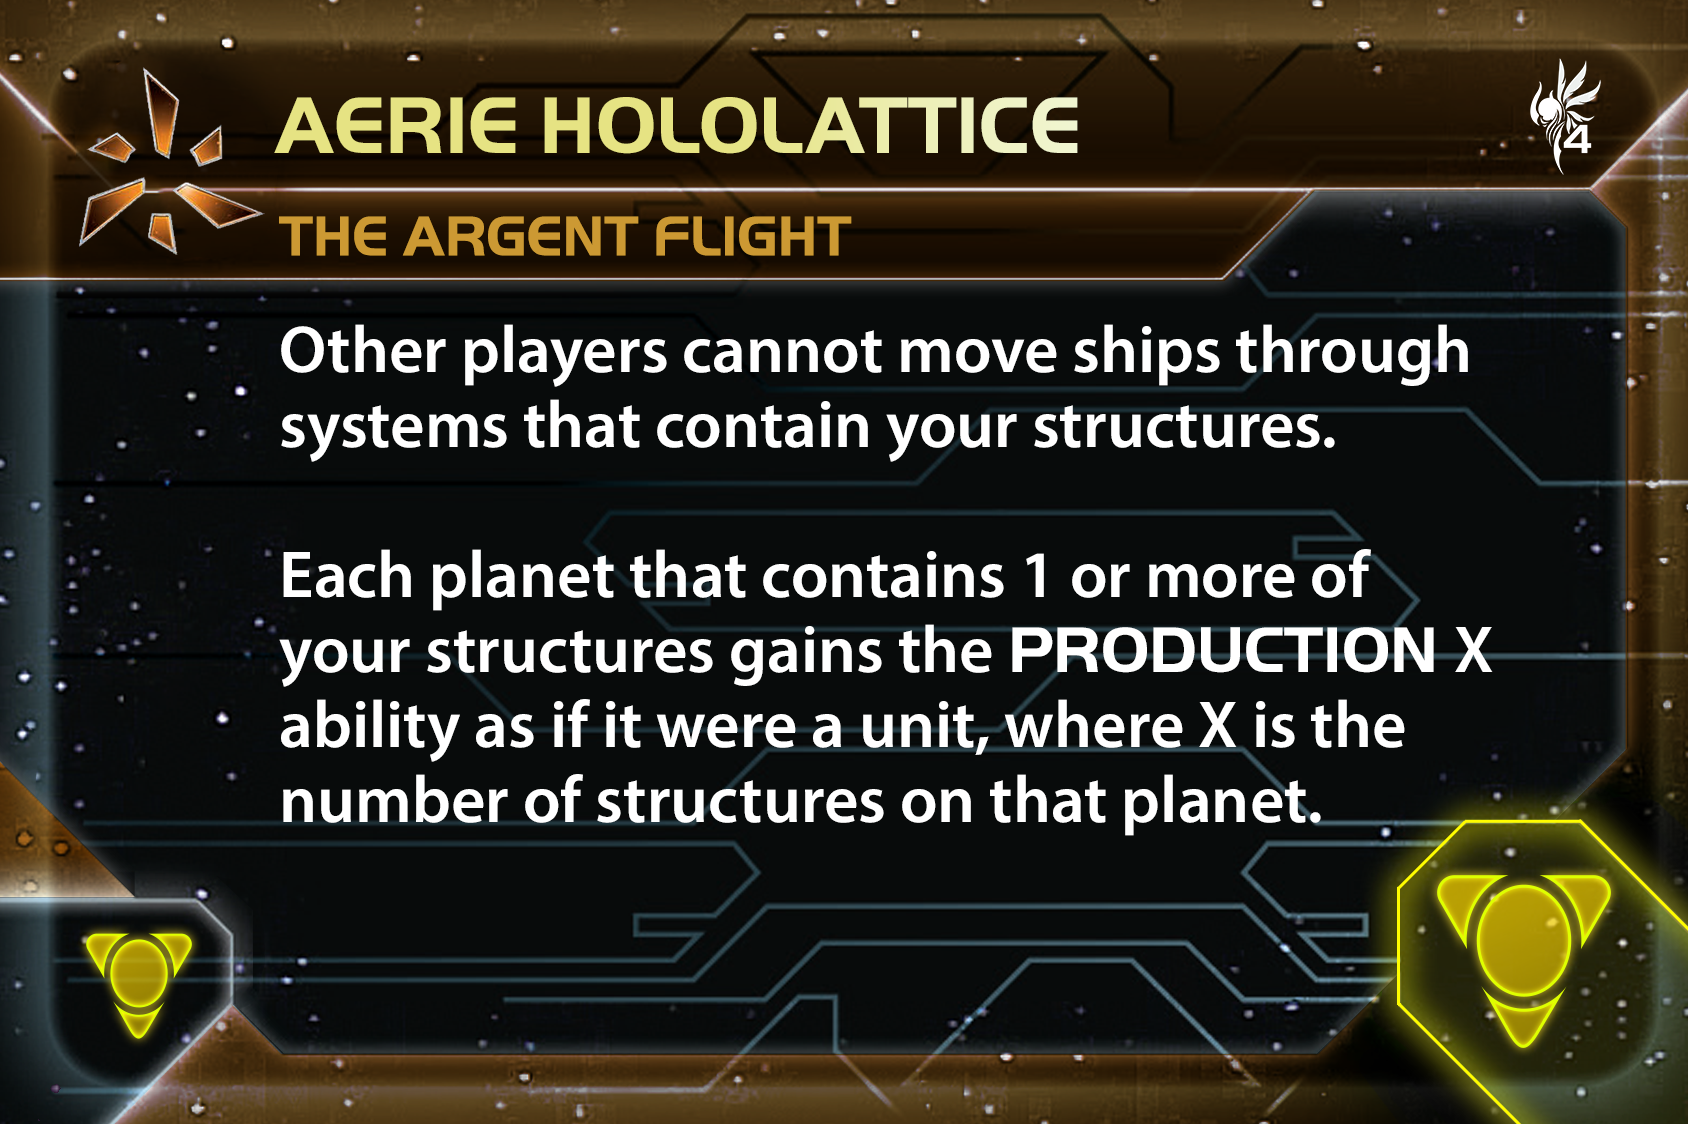 AERIE HOLOLATTICE
4
THE ARGENT FLIGHT
Other players cannot move ships through
systems that contain your structures.
Each planet that contains 1 or more of
your structures gains the PRODUCTION X
ability as if it were a unit, where X is the
number of structures on that planet.